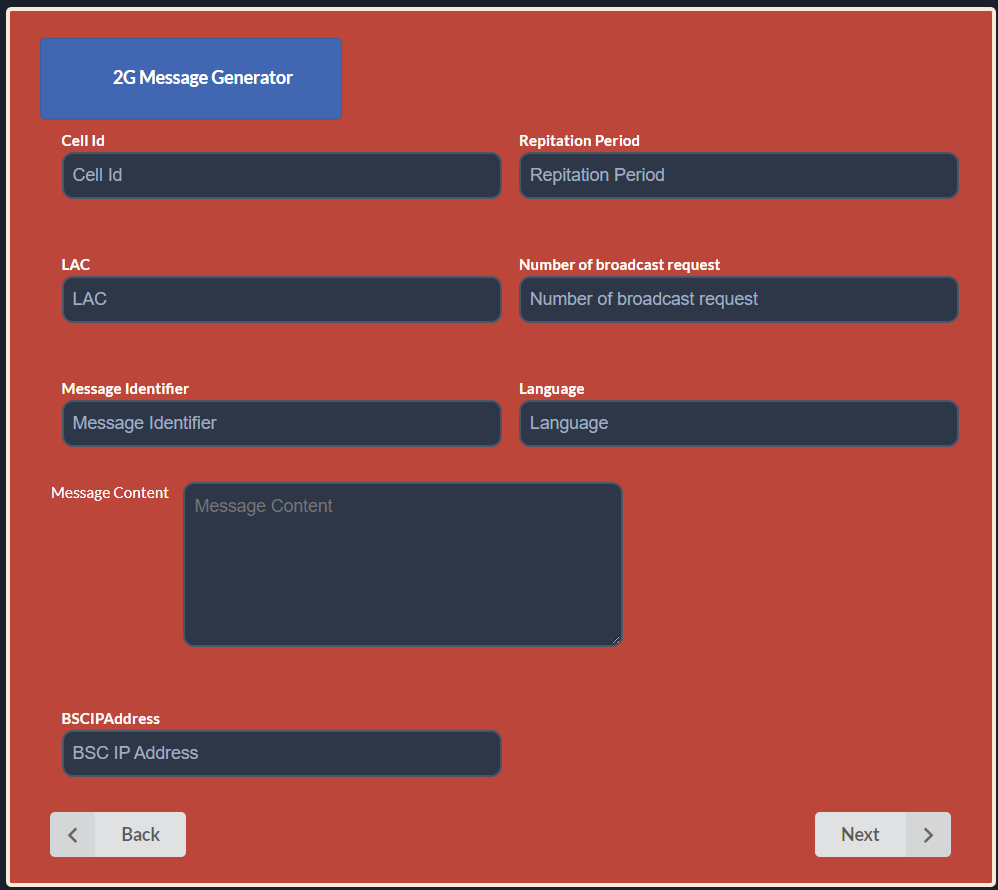 2G Message Generator
Cell Id
Repitation Period
Cell Id
Repitation Period
LAC
Number of broadcast request
LAC
Number of broadcast request
Message Identifier
Language
Message Identifier
Language
Message Content
Message Content
BSCIPAddress
BSC IP Address
Back
Next